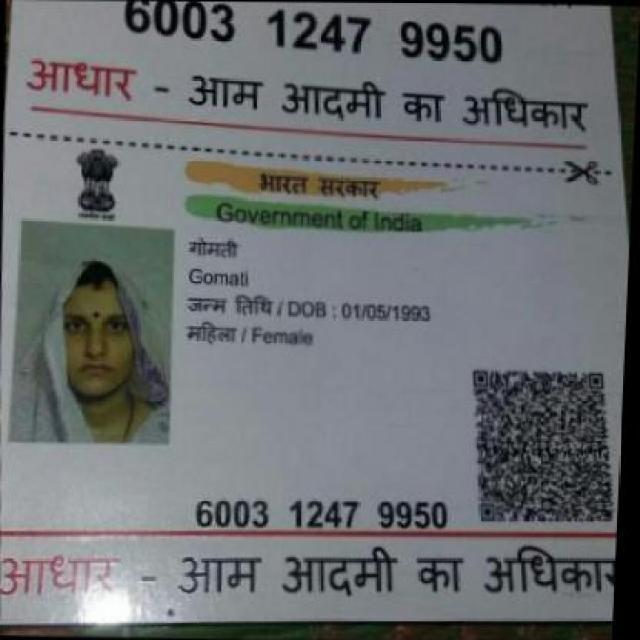 6003 1247 9950
आधार - आम आदमी का अधिकार
भारत सरकार
Government of India
गोमती
Gomati
जन्म तिथि / DOB : 01/05/1993
महिला / Female
6003 1247 9950
आधार - आम आदमी का अधिकार